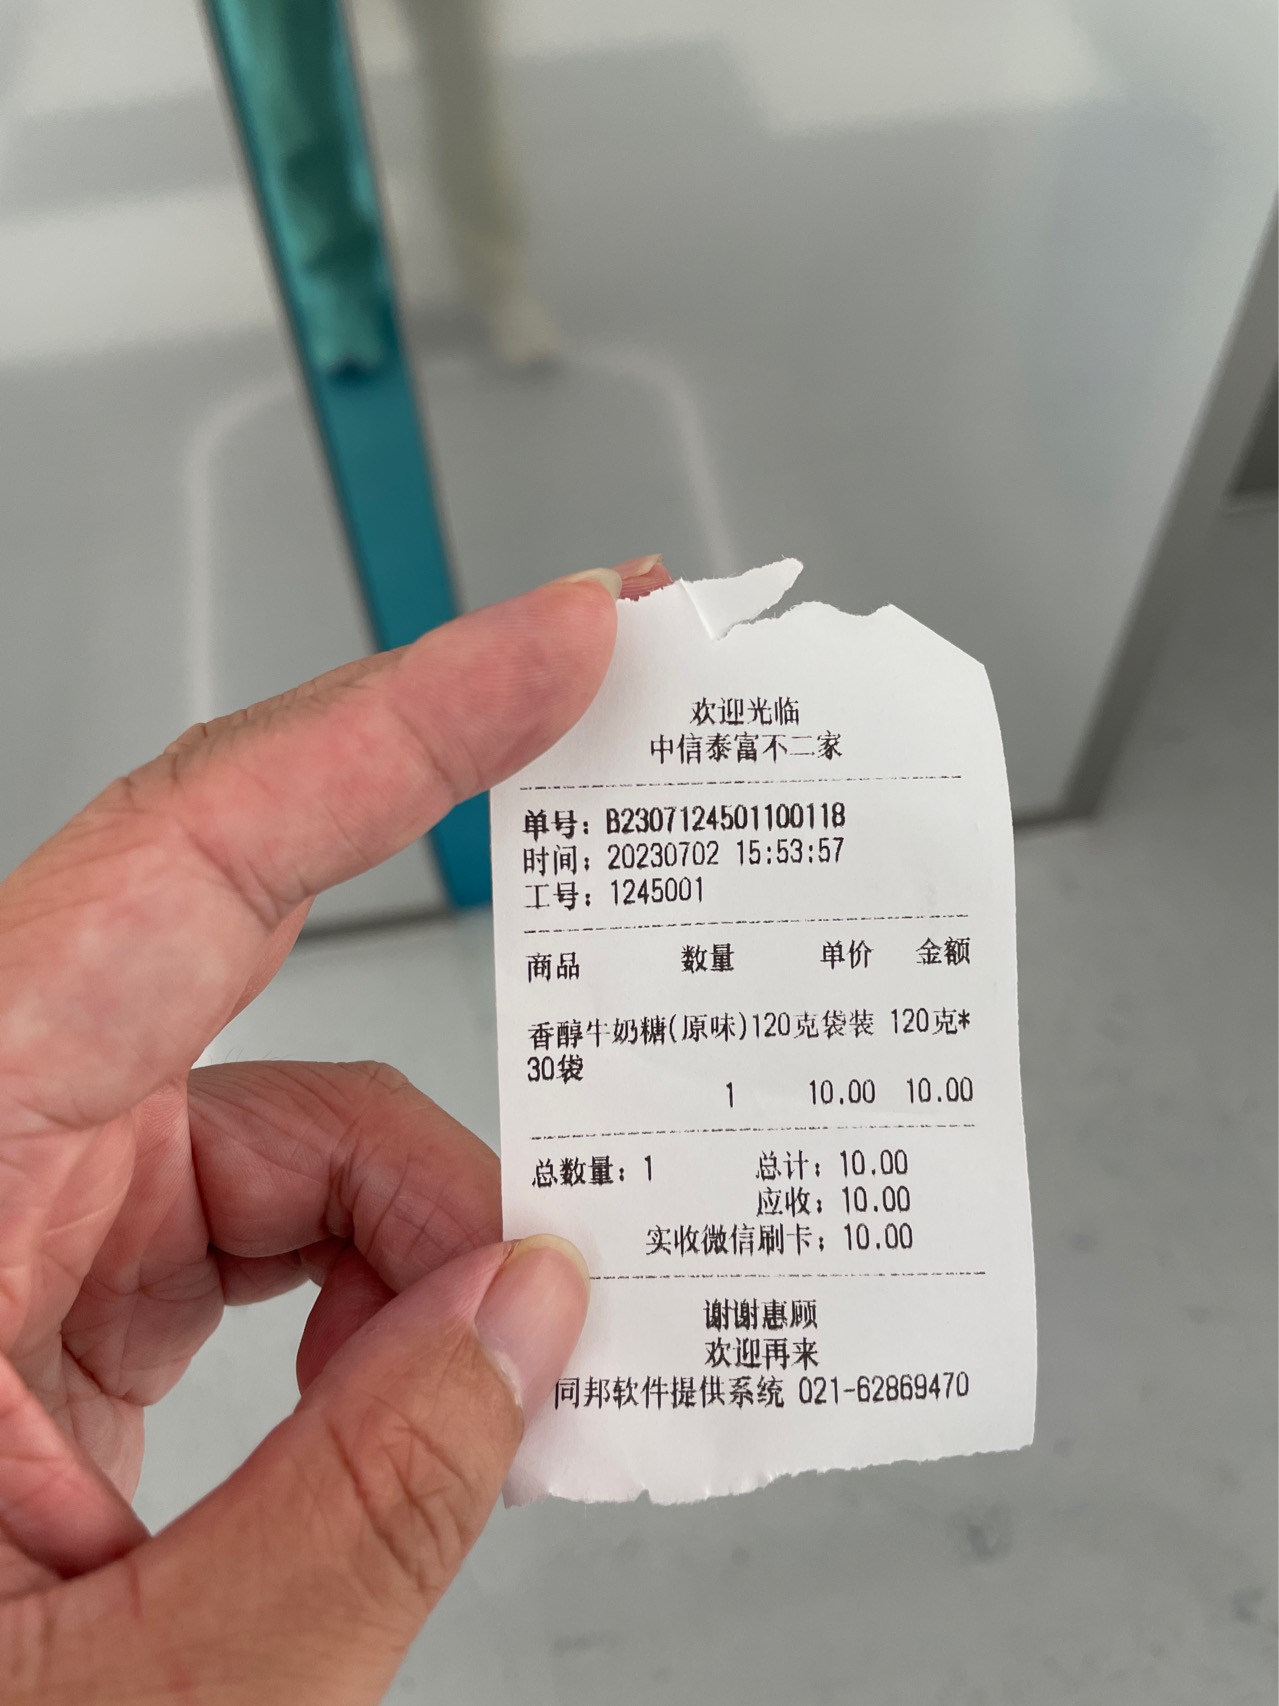 欢迎光临
中信泰富不二家
单号：B2307124501100118
时间：20230702 15:53:57
工号：1245001
商品 数量 单价 金额
香醇牛奶糖(原味)120克袋装 120克*
30袋
1 10.00 10.00
总数量：1 总计：10.00
应收：10.00
实收微信刷卡：10.00
谢谢惠顾
欢迎再来
同邦软件提供系统 021-62869470